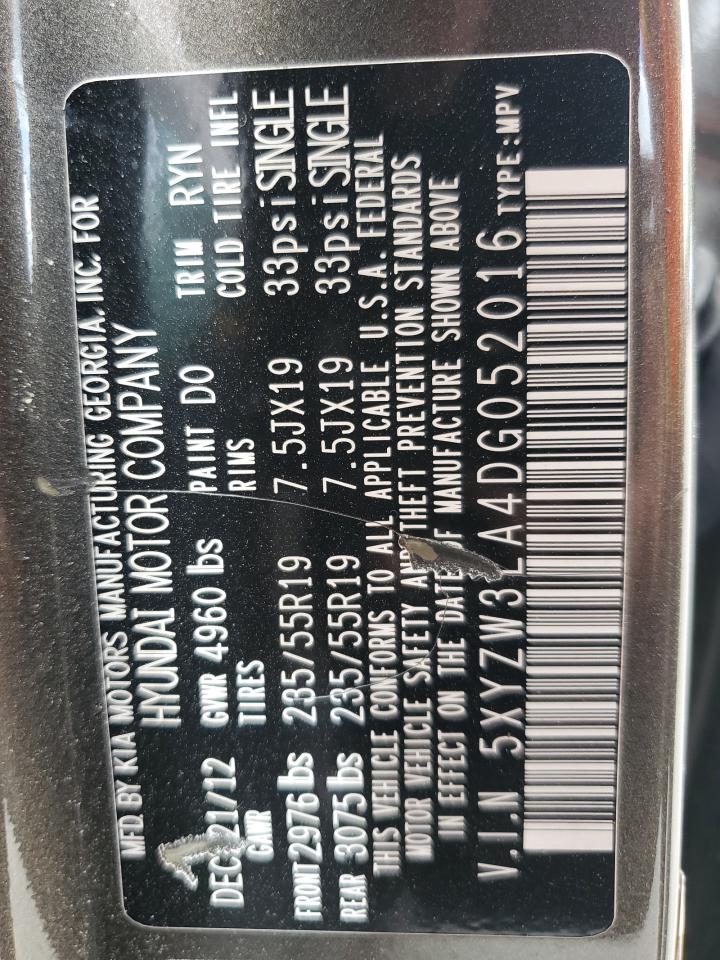 MFD. BY KIA MOTORS MANUFACTURING GEORGIA, INC. FOR
HYUNDAI MOTOR COMPANY
DEC 21/12 GVWR 4960 lbs PAINT DO TRIM RYN
GAWR TIRES RIMS COLD TIRE INFL
FRONT 2976 lbs 235/55R19 7.5JX19 33psi SINGLE
REAR 3075 lbs 235/55R19 7.5JX19 33psi SINGLE
THIS VEHICLE CONFORMS TO ALL APPLICABLE U.S.A. FEDERAL
MOTOR VEHICLE SAFETY AND THEFT PREVENTION STANDARDS
IN EFFECT ON THE DATE OF MANUFACTURE SHOWN ABOVE
V.I.N 5XYZW3LA4DG052016 TYPE:MPV